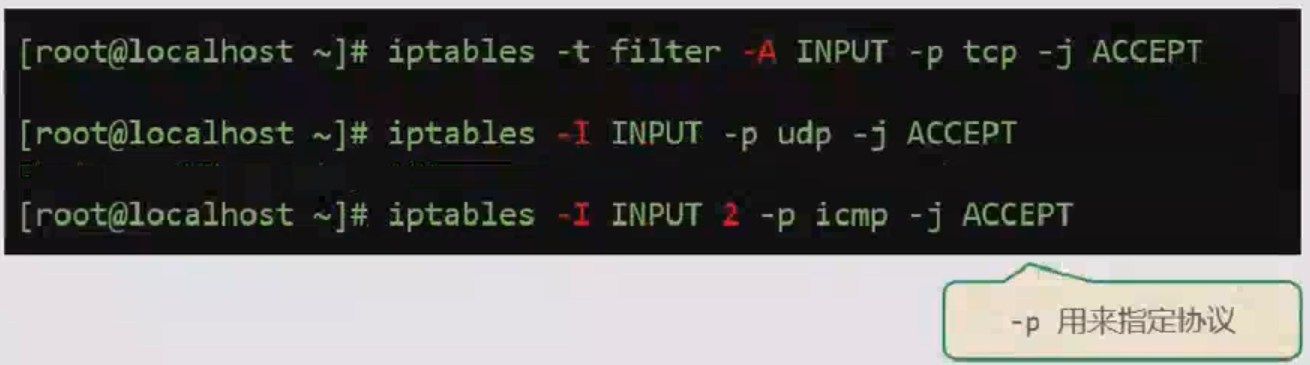 [root@localhost ~]# iptables -t filter -A INPUT -p tcp -j ACCEPT
[root@localhost ~]# iptables -I INPUT -p udp -j ACCEPT
[root@localhost ~]# iptables -I INPUT 2 -p icmp -j ACCEPT
-p 用来指定协议